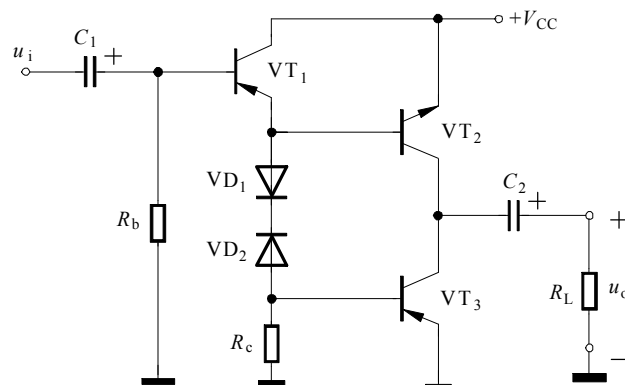 +V_CC
C_1
+
u_i
VT_1
VT_2
VD_1
C_2
+
+
R_b
VD_2
VT_3
R_L
u_o
R_c
−